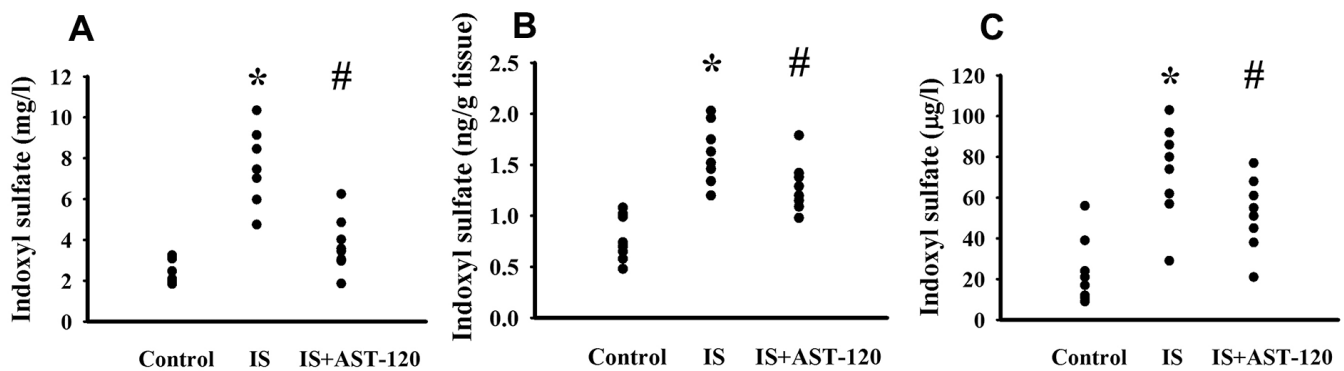 A
Indoxyl sulfate (mg/l)
12
10
8
6
4
2
0
*
#
Control IS IS+AST-120
B
Indoxyl sulfate (ng/g tissue)
2.5
2.0
1.5
1.0
0.5
0.0
*
#
Control IS IS+AST-120
C
Indoxyl sulfate (µg/l)
120
100
80
60
40
20
0
*
#
Control IS IS+AST-120